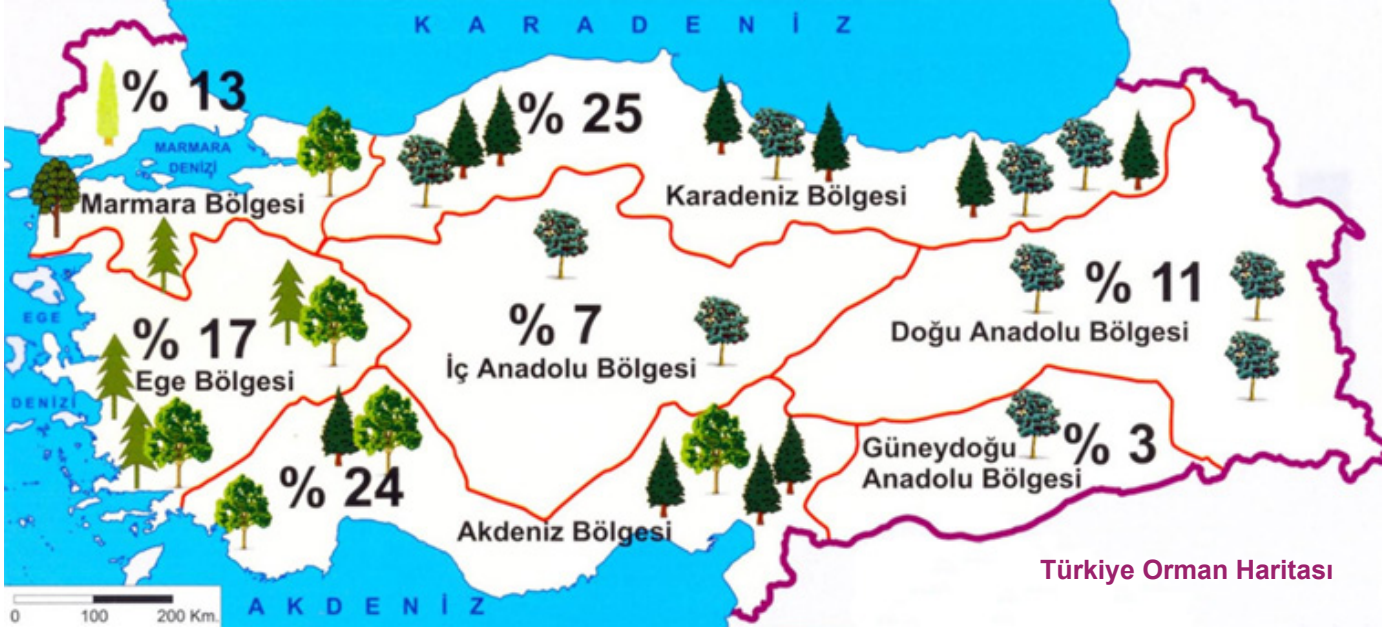 K A R A D E N İ Z
% 13
% 25
MARMARA
DENİZİ
Marmara Bölgesi
Karadeniz Bölgesi
EGE
DENİZİ
% 17
Ege Bölgesi
% 7
İç Anadolu Bölgesi
% 11
Doğu Anadolu Bölgesi
% 24
Akdeniz Bölgesi
Güneydoğu
Anadolu Bölgesi
% 3
Türkiye Orman Haritası
A K D E N İ Z
0 100 200 Km.